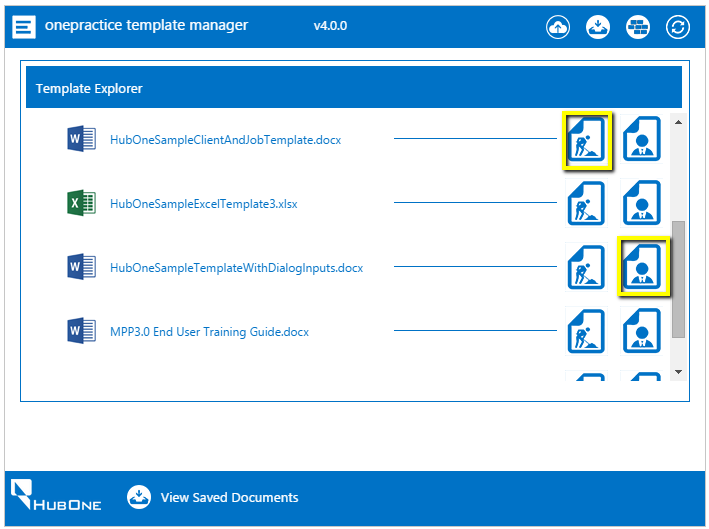 onepractice template manager v4.0.0
Template Explorer
W HubOneSampleClientAndJobTemplate.docx
X HubOneSampleExcelTemplate3.xlsx
W HubOneSampleTemplateWithDialogInputs.docx
W MPP3.0 End User Training Guide.docx
HUBONE View Saved Documents